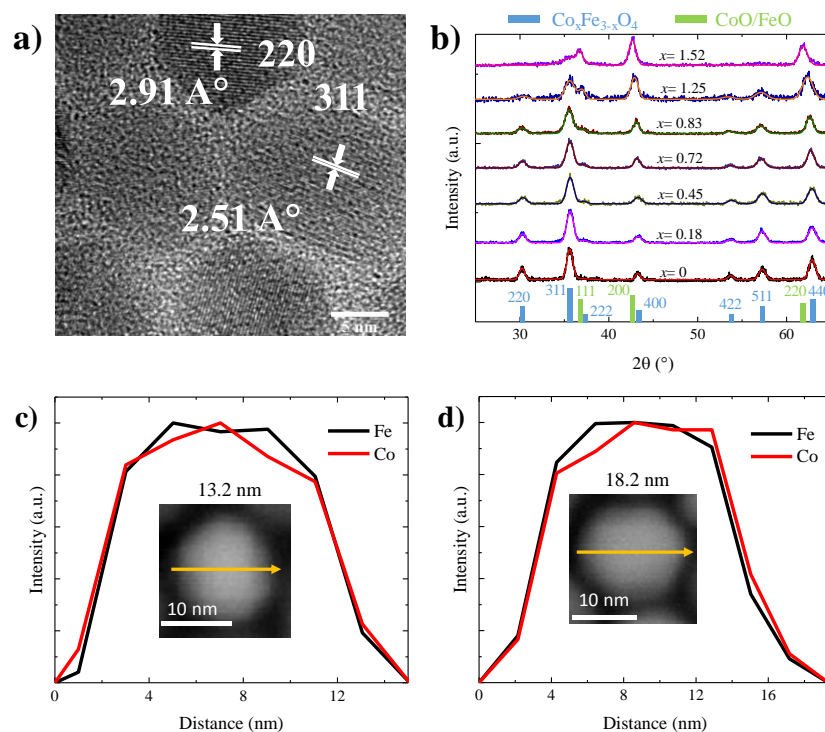 a)
220
2.91 A°
311
2.51 A°
5 nm
b)
CoxFe3-xO4
CoO/FeO
x= 1.52
x= 1.25
x= 0.83
x= 0.72
x= 0.45
x= 0.18
x= 0
220
311
111
222
200
400
422
511
220
440
30
40
50
60
2θ (°)
Intensity (a.u.)
c)
Fe
Co
13.2 nm
10 nm
0
4
8
12
Distance (nm)
Intensity (a.u.)
d)
Fe
Co
18.2 nm
10 nm
0
4
8
12
16
Distance (nm)
Intensity (a.u.)